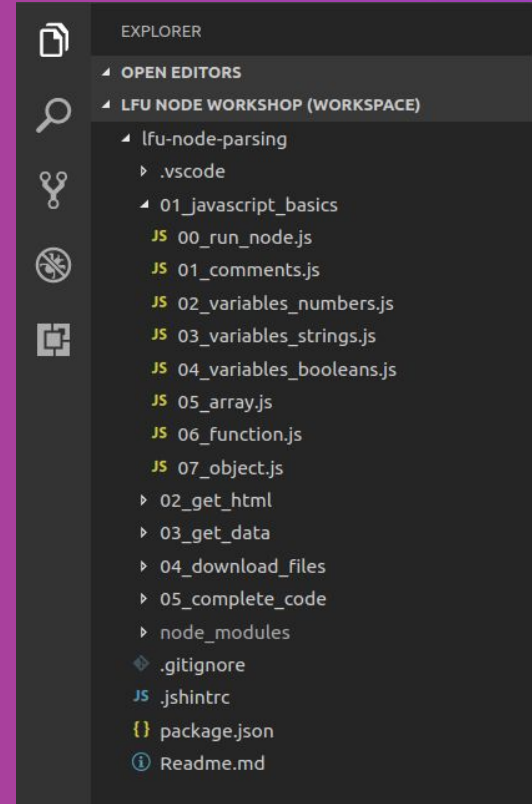 EXPLORER
OPEN EDITORS
LFU NODE WORKSHOP (WORKSPACE)
lfu-node-parsing
.vscode
01_javascript_basics
JS 00_run_node.js
JS 01_comments.js
JS 02_variables_numbers.js
JS 03_variables_strings.js
JS 04_variables_booleans.js
JS 05_array.js
JS 06_function.js
JS 07_object.js
02_get_html
03_get_data
04_download_files
05_complete_code
node_modules
.gitignore
JS .jshintrc
{} package.json
Readme.md